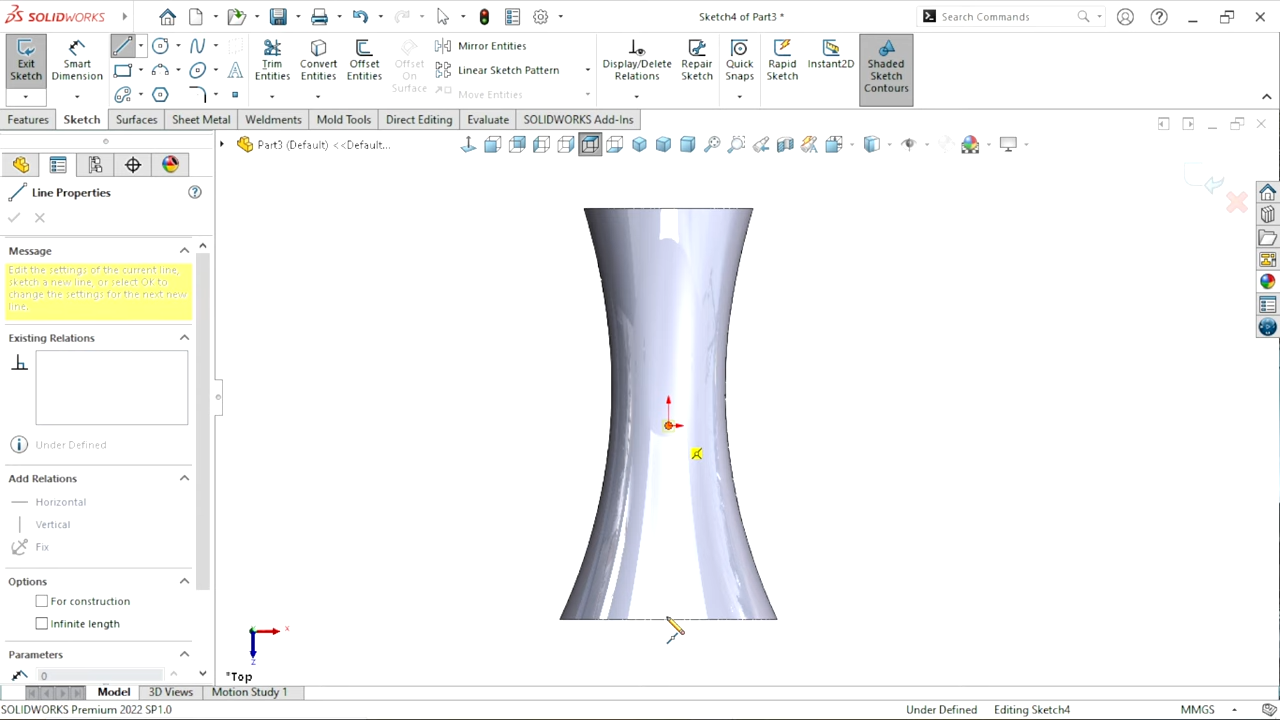 SOLIDWORKS
Sketch4 of Part3 *
Search Commands
Exit Sketch
Smart Dimension
Trim Entities
Convert Entities
Offset Entities
Offset On Surface
Mirror Entities
Linear Sketch Pattern
Move Entities
Display/Delete Relations
Repair Sketch
Quick Snaps
Rapid Sketch
Instant2D
Shaded Sketch Contours
Features
Sketch
Surfaces
Sheet Metal
Weldments
Mold Tools
Direct Editing
Evaluate
SOLIDWORKS Add-Ins
Part3 (Default) <<Default...
Line Properties
Message
Edit the settings of the current line,
sketch a new line, or select OK to
change the settings for the next new
line.
Existing Relations
Under Defined
Add Relations
Horizontal
Vertical
Fix
Options
For construction
Infinite length
Parameters
0
x
z
*Top
Model
3D Views
Motion Study 1
SOLIDWORKS Premium 2022 SP1.0
Under Defined
Editing Sketch4
MMGS